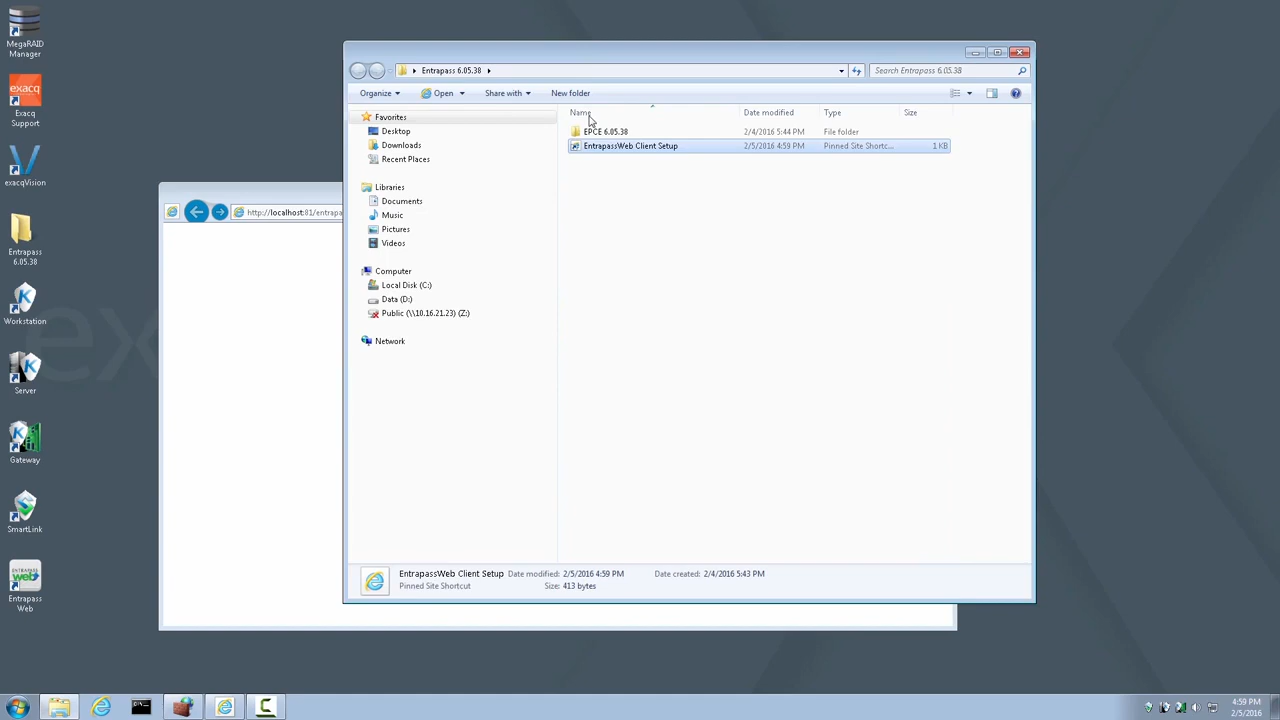 MegaRAID
Manager
exacq
Exacq
Support
exacqVision
Entrapass
6.05.38
Workstation
Server
Gateway
SmartLink
ENTRAPASS
web
Entrapass
Web
http://localhost:81/entrapa
Entrapass 6.05.38
Search Entrapass 6.05.38
Organize
Open
Share with
New folder
Favorites
Desktop
Downloads
Recent Places
Libraries
Documents
Music
Pictures
Videos
Computer
Local Disk (C:)
Data (D:)
Public (\\10.16.21.23) (Z:)
Network
Name Date modified Type Size
EPCE 6.05.38 2/4/2016 5:44 PM File folder
EntrapassWeb Client Setup 2/5/2016 4:59 PM Pinned Site Shortc... 1 KB
EntrapassWeb Client Setup Date modified: 2/5/2016 4:59 PM Date created: 2/4/2016 5:43 PM
Pinned Site Shortcut Size: 413 bytes
ex
4:59 PM
2/5/2016